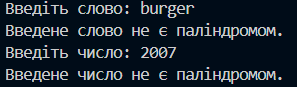 Введіть слово: burger
Введене слово не є паліндромом.
Введіть число: 2007
Введене число не є паліндромом.